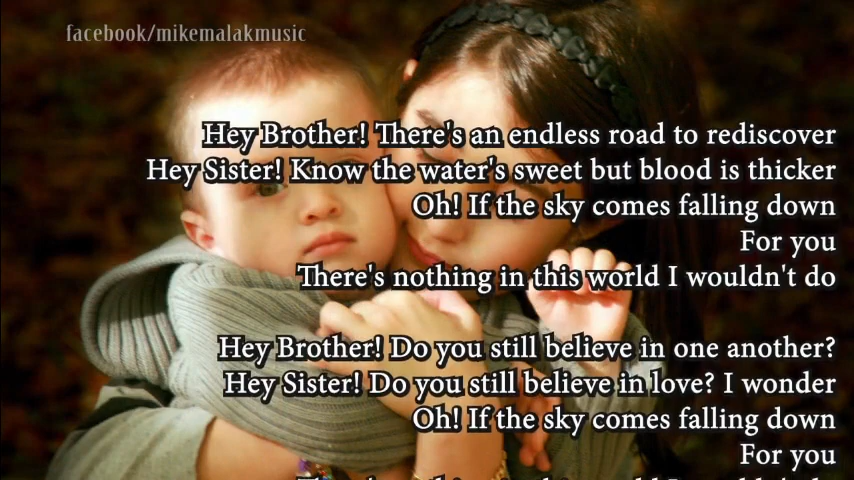 facebook/mikemalakmusic
Hey Brother! There's an endless road to rediscover
Hey Sister! Know the water's sweet but blood is thicker
Oh! If the sky comes falling down
For you
There's nothing in this world I wouldn't do
Hey Brother! Do you still believe in one another?
Hey Sister! Do you still believe in love? I wonder
Oh! If the sky comes falling down
For you